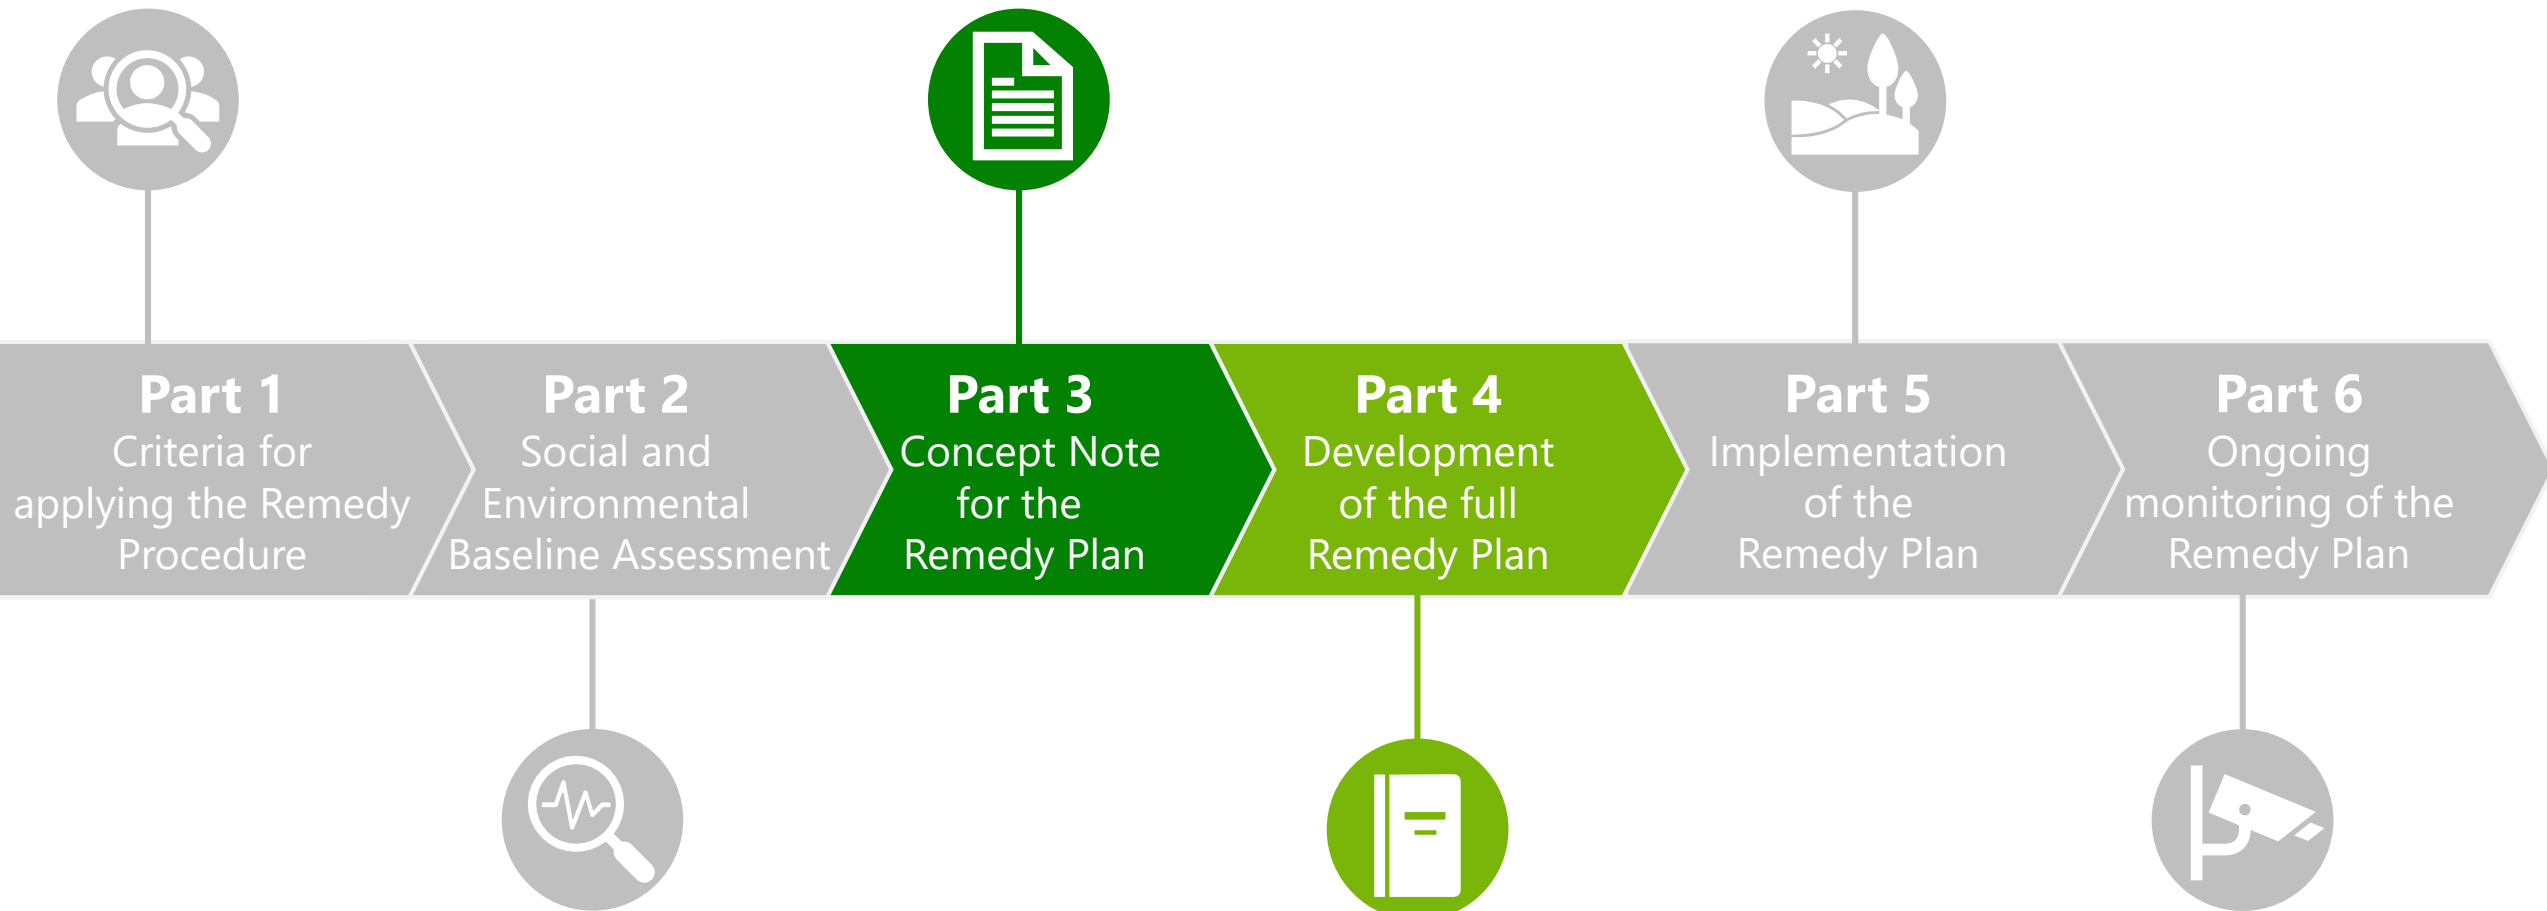 Part 1
Criteria for
applying the Remedy
Procedure
Part 2
Social and
Environmental
Baseline Assessment
Part 3
Concept Note
for the
Remedy Plan
Part 4
Development
of the full
Remedy Plan
Part 5
Implementation
of the
Remedy Plan
Part 6
Ongoing
monitoring of the
Remedy Plan